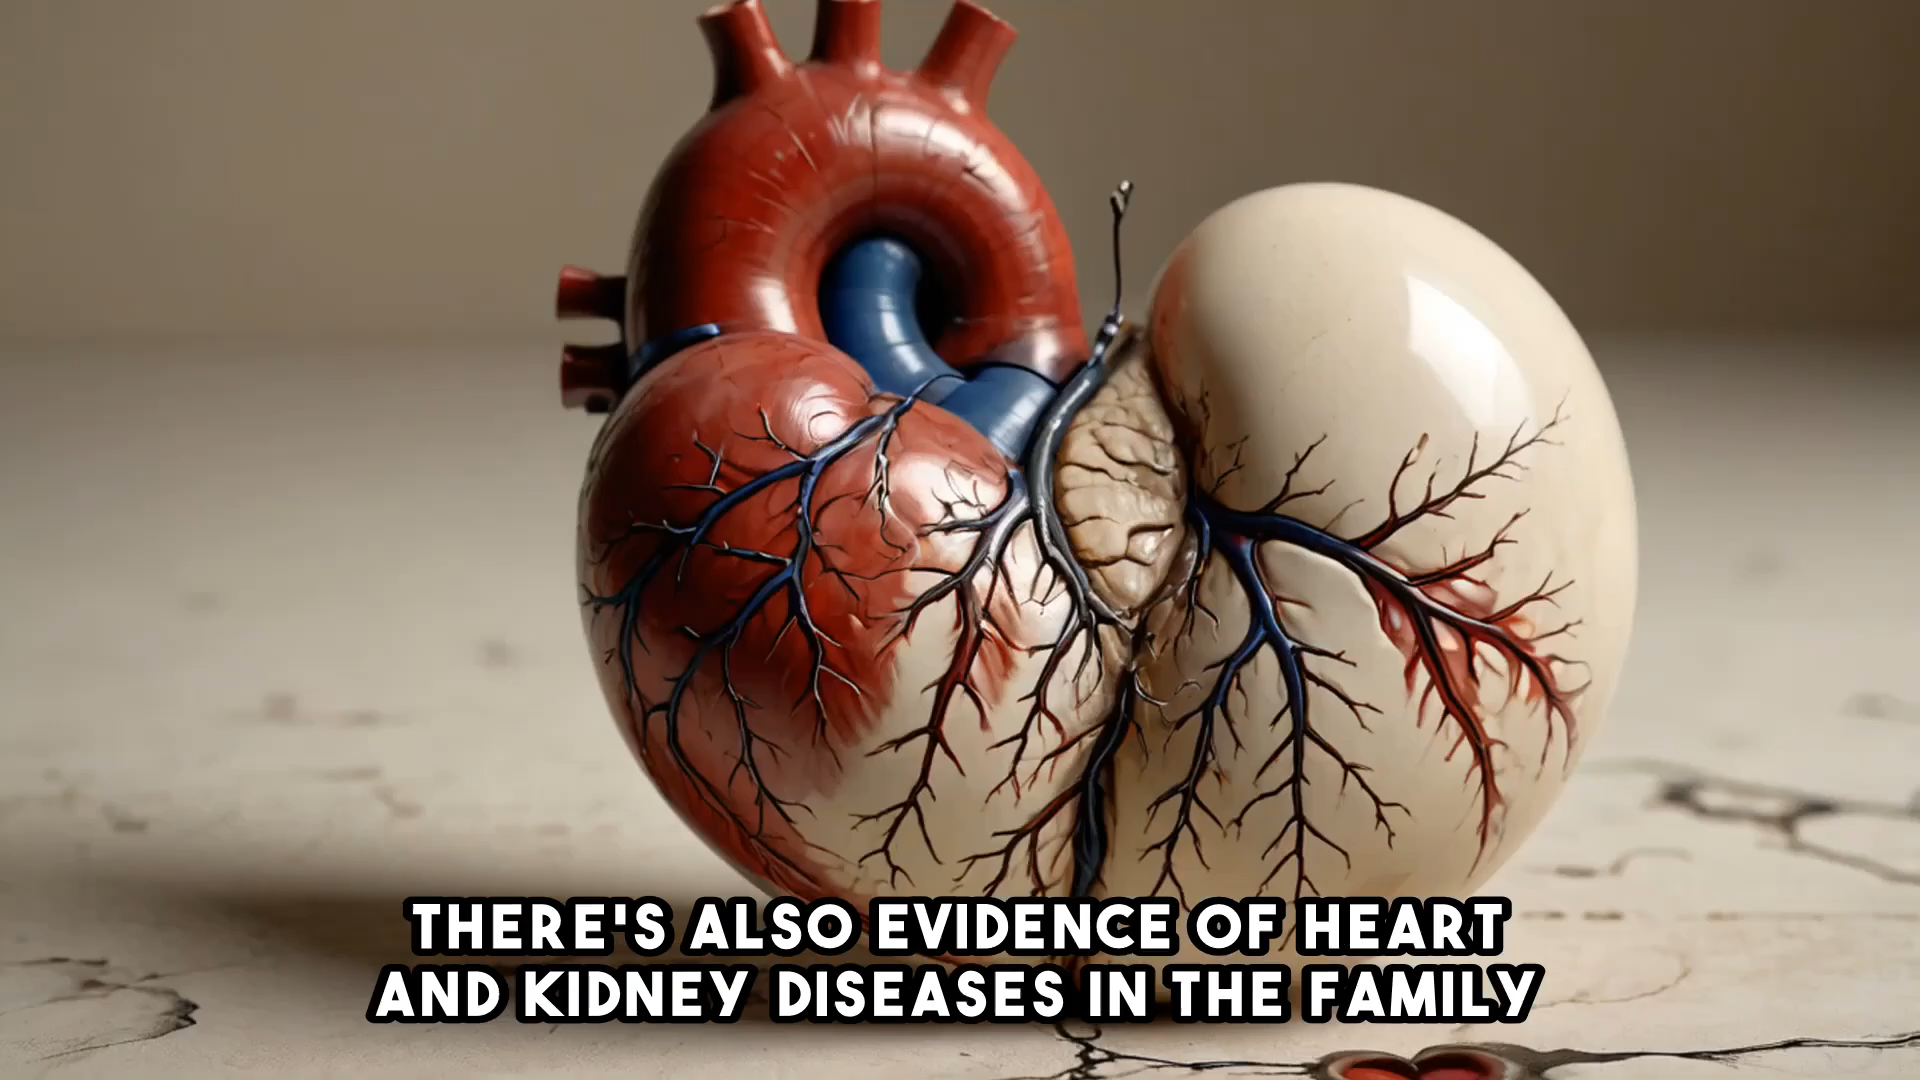 THERE'S ALSO EVIDENCE OF HEART
AND KIDNEY DISEASES IN THE FAMILY